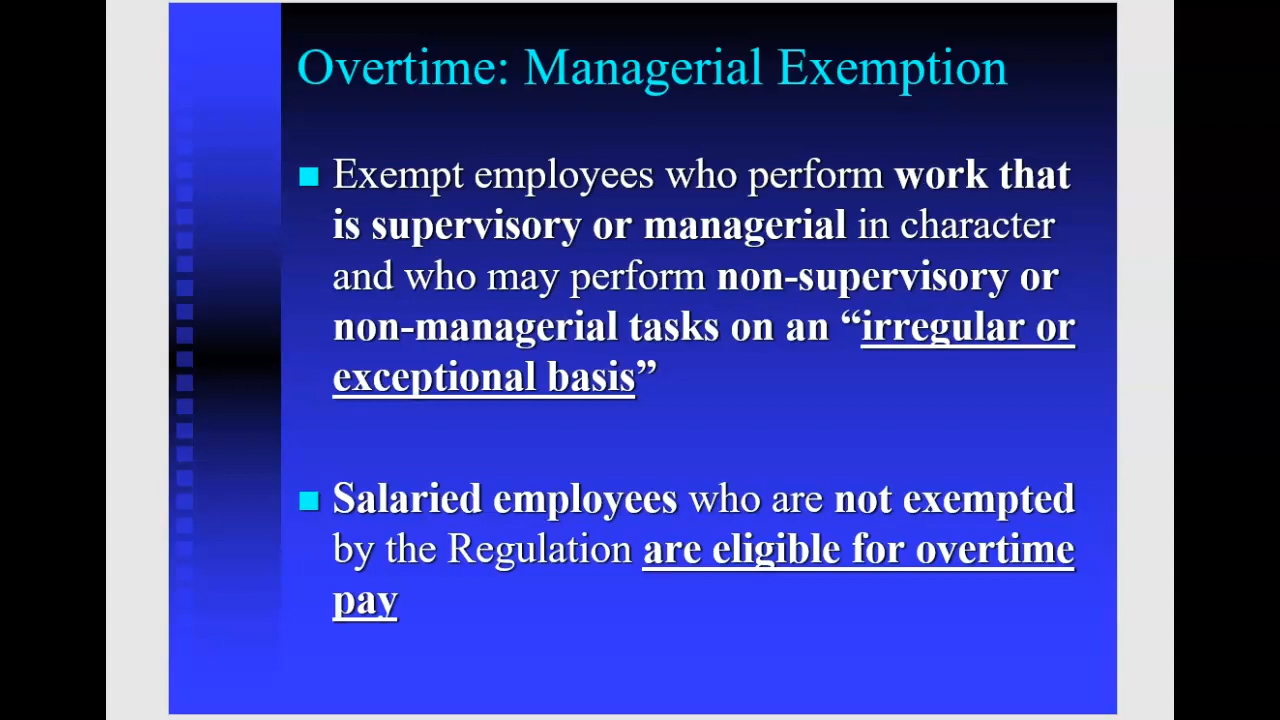 Overtime: Managerial Exemption
Exempt employees who perform work that
is supervisory or managerial in character
and who may perform non-supervisory or
non-managerial tasks on an “irregular or
exceptional basis”
Salaried employees who are not exempted
by the Regulation are eligible for overtime
pay